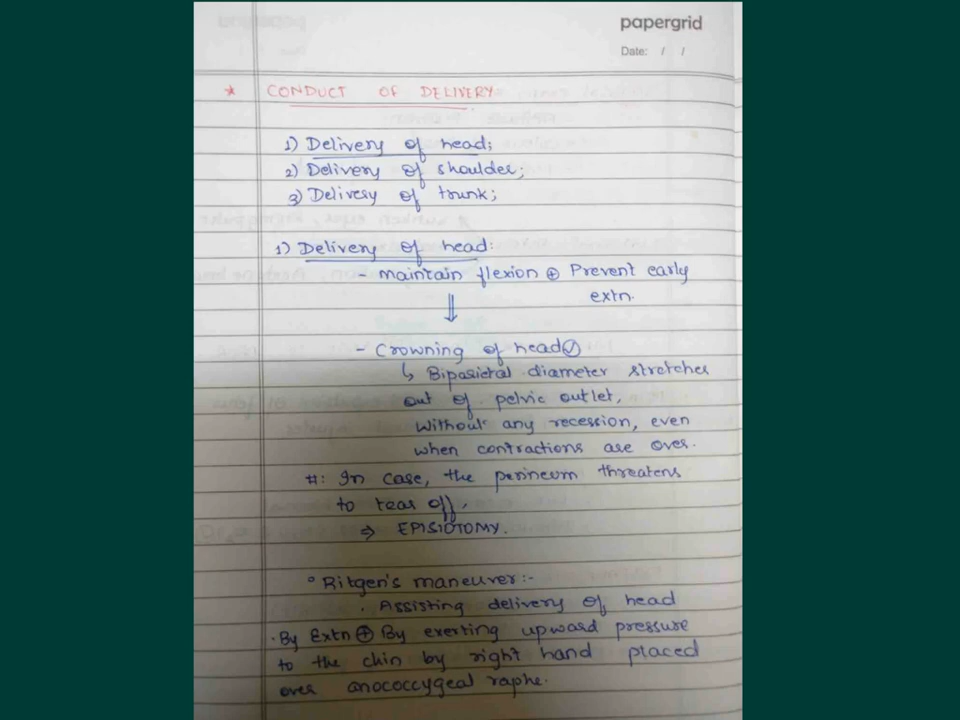 papergrid
Date: / /
* CONDUCT OF DELIVERY
1) Delivery of head;
2) Delivery of shoulder;
3) Delivery of trunk;
1) Delivery of head:
- Maintain flexion ⊕ Prevent early
extn.
⇓
- Crowning of head✓
↳ Biparietal diameter stretches
out of pelvic outlet,
without any recession, even
when contractions are over.
#: In case, the perineum threatens
to tear off,
⇒ EPISIOTOMY.
° Ritgen's maneuver:-
. Assisting delivery of head
. By Extn ⊕ By exerting upward pressure
to the chin by right hand placed
over anococcygeal raphe.